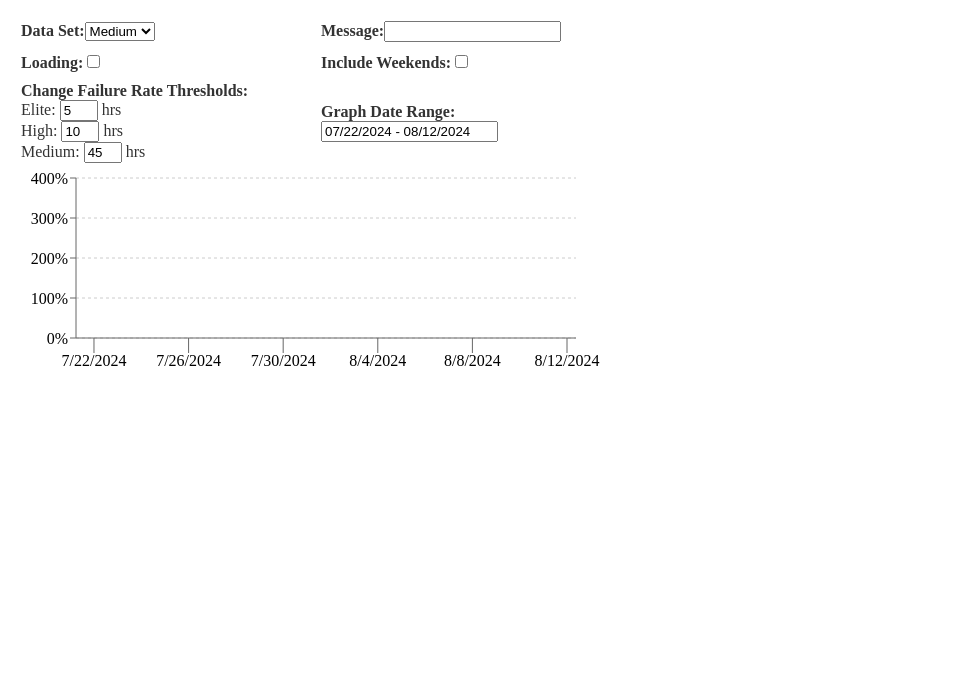 Data Set: Medium
Message:
Loading:
Include Weekends:
Change Failure Rate Thresholds:
Elite: 5 hrs
High: 10 hrs
Medium: 45 hrs
Graph Date Range:
07/22/2024 - 08/12/2024
400%
300%
200%
100%
0%
7/22/2024 7/26/2024 7/30/2024 8/4/2024 8/8/2024 8/12/2024